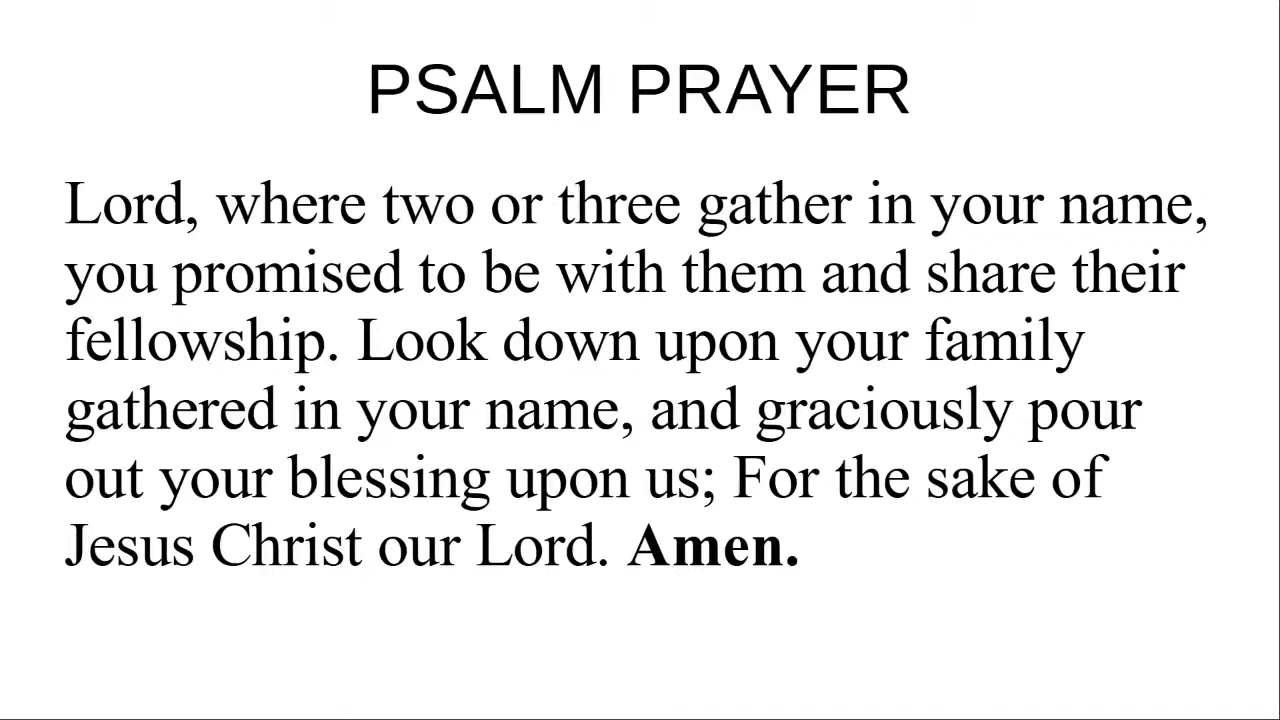 PSALM PRAYER
Lord, where two or three gather in your name,
you promised to be with them and share their
fellowship. Look down upon your family
gathered in your name, and graciously pour
out your blessing upon us; For the sake of
Jesus Christ our Lord. Amen.